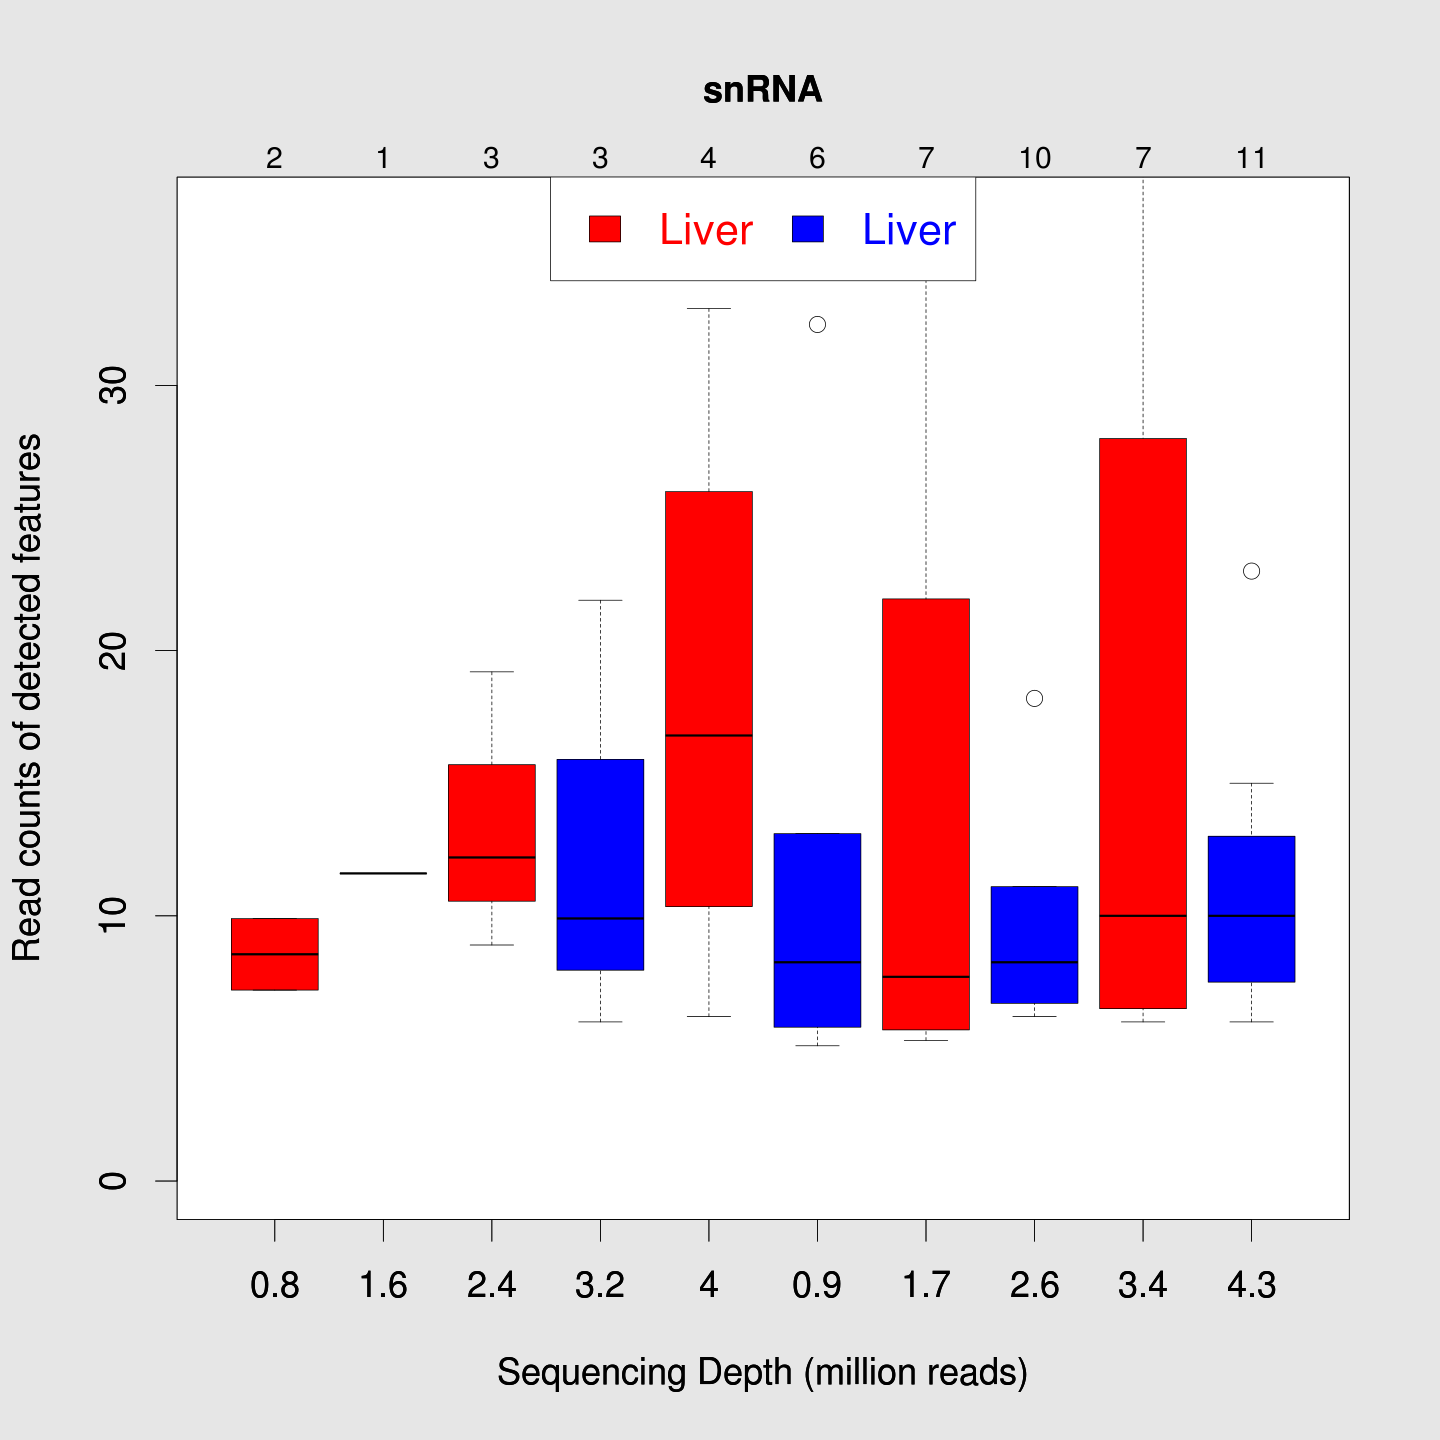 snRNA
2 1 3 3 4 6 7 10 7 11
Liver Liver
30
20
10
0
Read counts of detected features
0.8 1.6 2.4 3.2 4 0.9 1.7 2.6 3.4 4.3
Sequencing Depth (million reads)